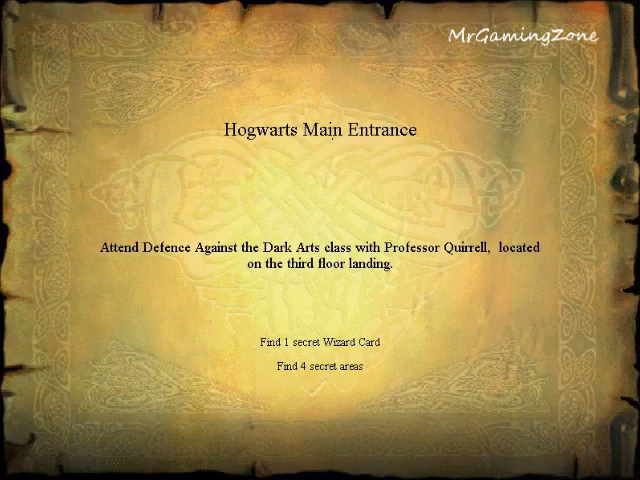 MrGamingZone
Hogwarts Main Entrance
Attend Defence Against the Dark Arts class with Professor Quirrell, located
on the third floor landing.
Find 1 secret Wizard Card
Find 4 secret areas